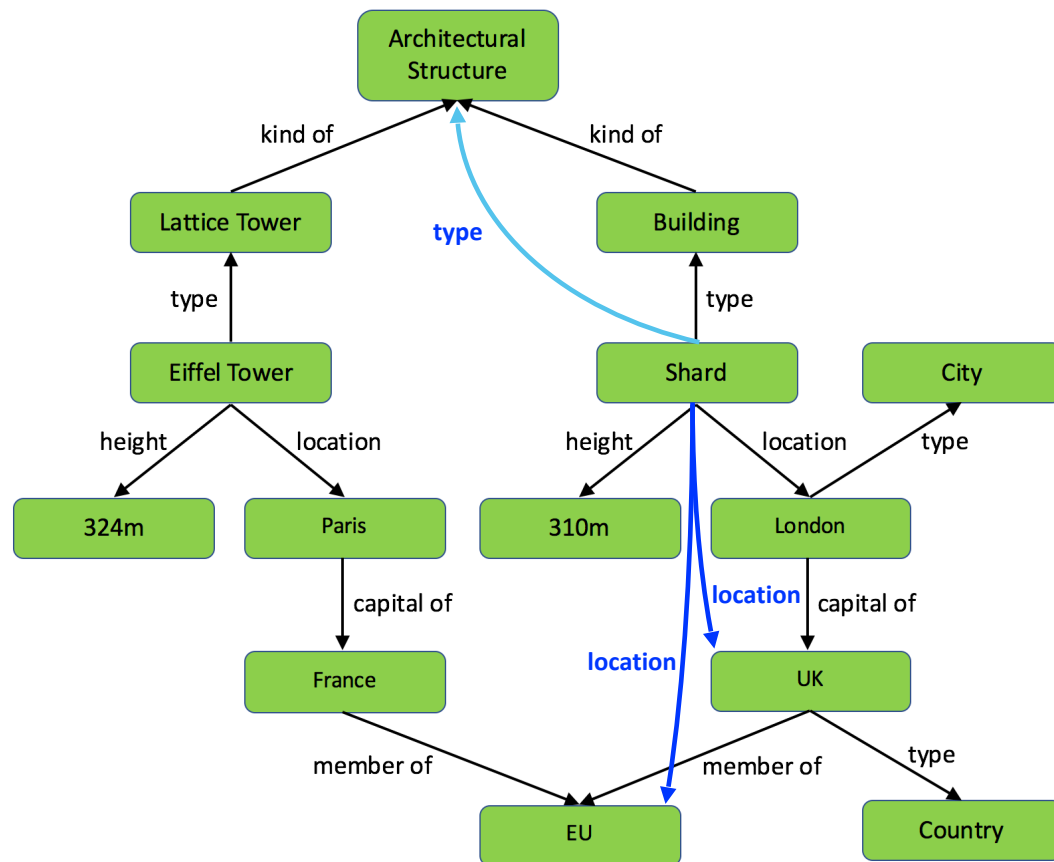 Architectural
Structure
kind of
kind of
Lattice Tower
Building
type
type
type
Eiffel Tower
Shard
City
height
location
height
location
type
324m
Paris
310m
London
capital of
location
capital of
location
France
UK
member of
member of
type
EU
Country